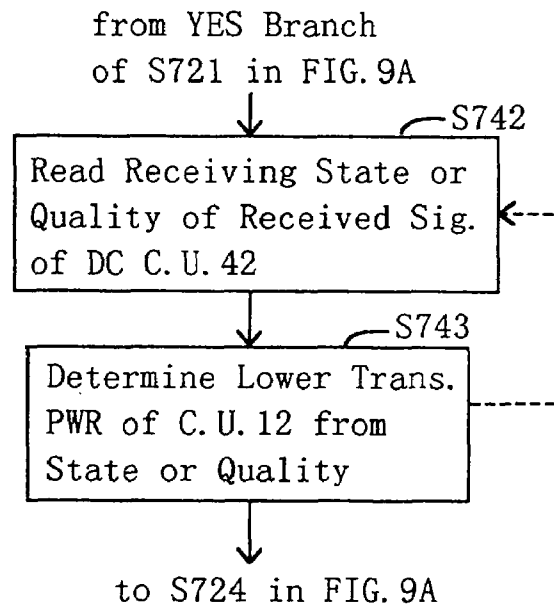 from YES Branch
of S721 in FIG. 9A
S742
Read Receiving State or
Quality of Received Sig.
of DC C. U. 42
S743
Determine Lower Trans.
PWR of C. U. 12 from
State or Quality
to S724 in FIG. 9A